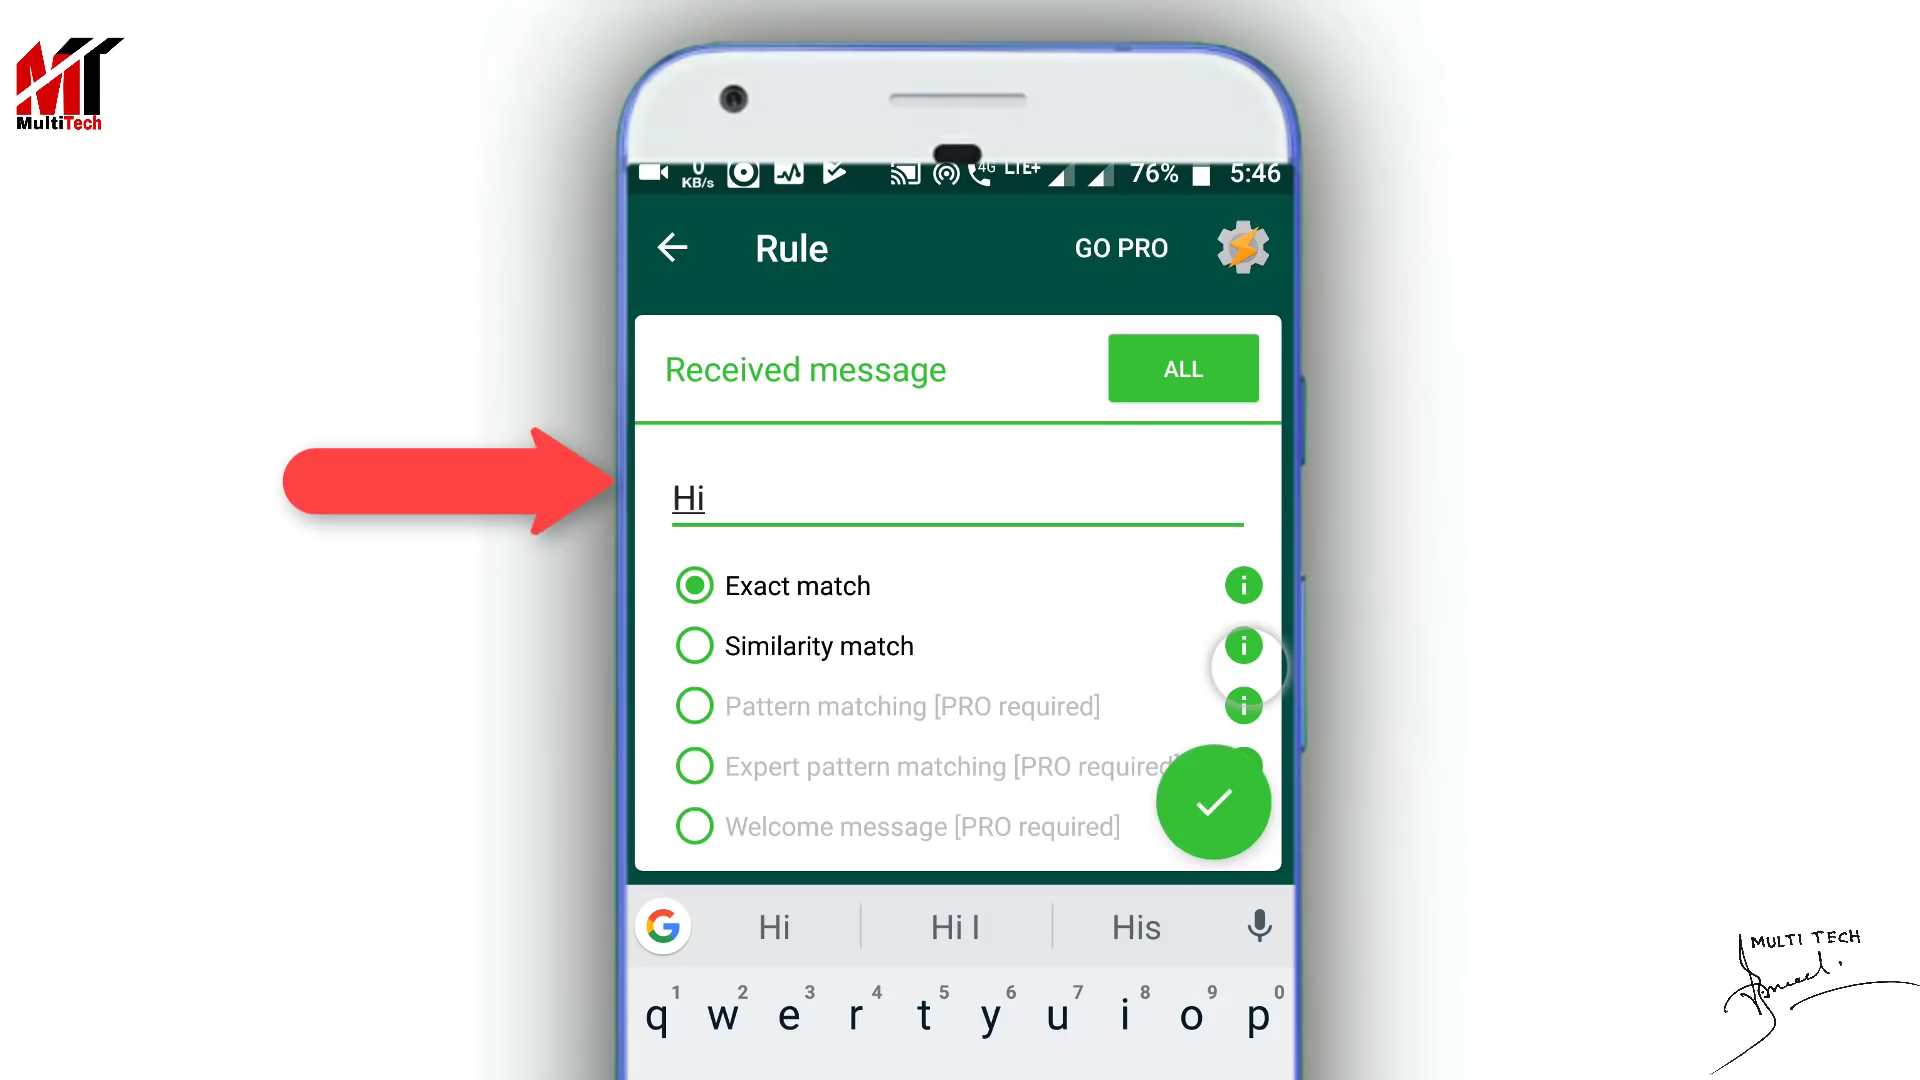 MT
MultiTech
0
KB/s
4G LTE+ 76% 5:46
Rule GO PRO
Received message ALL
Hi
Exact match
Similarity match
Pattern matching [PRO required]
Expert pattern matching [PRO required]
Welcome message [PRO required]
G Hi Hi I His
1 2 3 4 5 6 7 8 9 0
q w e r t y u i o p
MULTI TECH